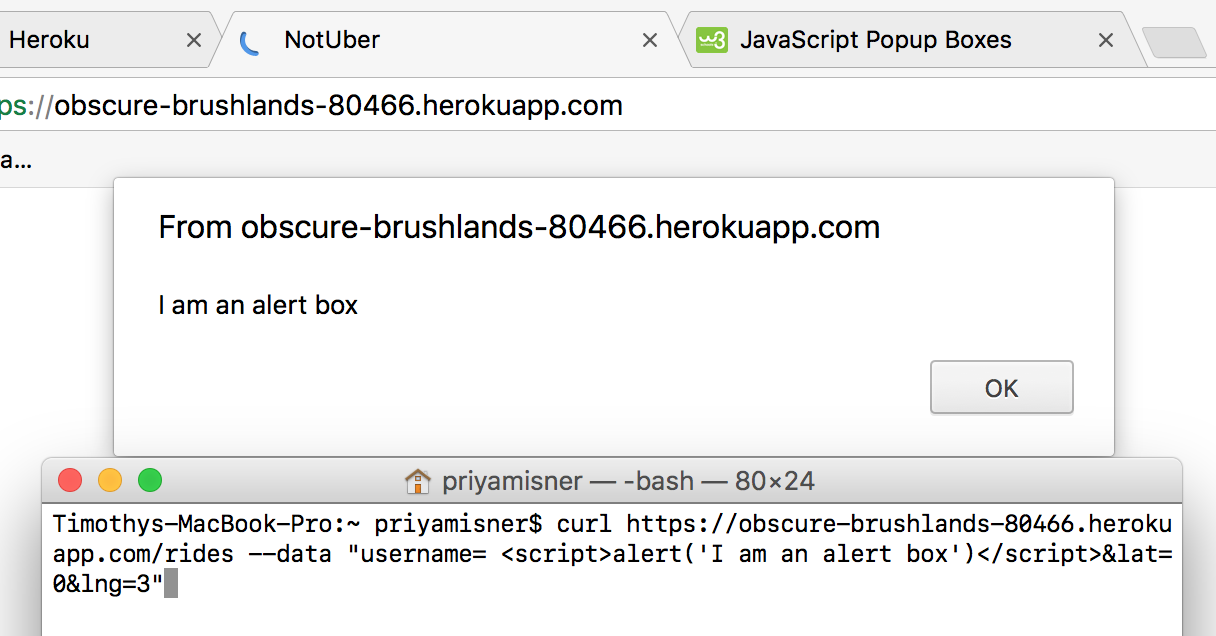 Heroku NotUber JavaScript Popup Boxes
ps://obscure-brushlands-80466.herokuapp.com
a...
From obscure-brushlands-80466.herokuapp.com
I am an alert box
OK
priyamisner — -bash — 80×24
Timothys-MacBook-Pro:~ priyamisner$ curl https://obscure-brushlands-80466.heroku
app.com/rides --data "username= <script>alert('I am an alert box')</script>&lat=
0&lng=3"